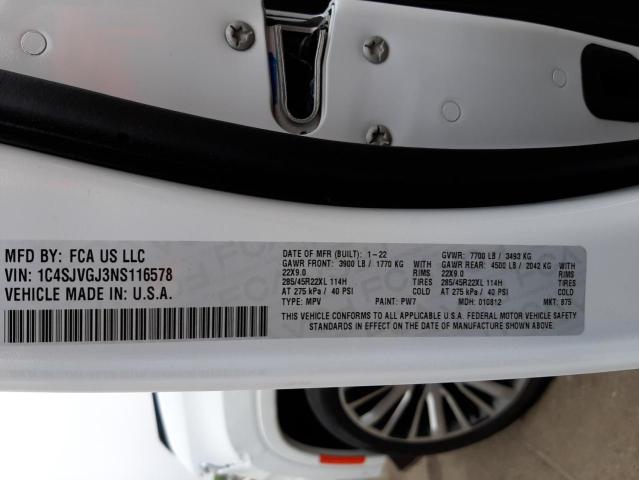 MFD BY: FCA US LLC
VIN: 1C4SJVGJ3NS116578
VEHICLE MADE IN: U.S.A.
DATE OF MFR (BUILT): 1-22 GVWR: 7700 LB / 3493 KG
GAWR FRONT: 3900 LB / 1770 KG GAWR REAR: 4500 LB / 2042 KG
22X9.0 RIMS 22X9.0 RIMS
285/45R22XL 114H TIRES 285/45R22XL 114H TIRES
AT 275 kPa / 40 PSI COLD AT 275 kPa / 40 PSI COLD
TYPE: MPV PAINT: PW7 MDH: 010812 MKT: 875
THIS VEHICLE CONFORMS TO ALL APPLICABLE U.S.A. FEDERAL MOTOR VEHICLE SAFETY
STANDARDS IN EFFECT ON THE DATE OF MANUFACTURE SHOWN ABOVE.